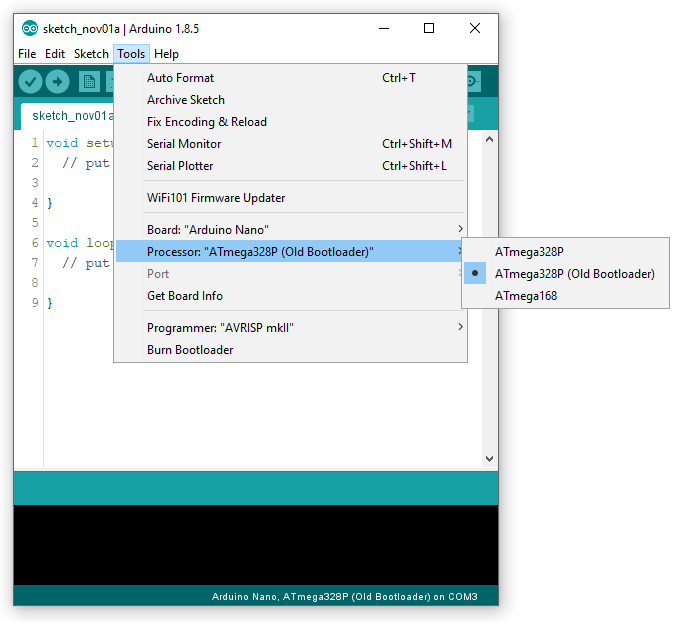 sketch_nov01a | Arduino 1.8.5
File Edit Sketch Tools Help
Auto Format Ctrl+T
Archive Sketch
Fix Encoding & Reload
Serial Monitor Ctrl+Shift+M
Serial Plotter Ctrl+Shift+L
WiFi101 Firmware Updater
Board: "Arduino Nano"
Processor: "ATmega328P (Old Bootloader)"
Port
Get Board Info
Programmer: "AVRISP mkII"
Burn Bootloader
ATmega328P
ATmega328P (Old Bootloader)
ATmega168
sketch_nov01a
1 void setu
2 // put
3
4 }
5
6 void loop
7 // put
8
9 }
Arduino Nano, ATmega328P (Old Bootloader) on COM3